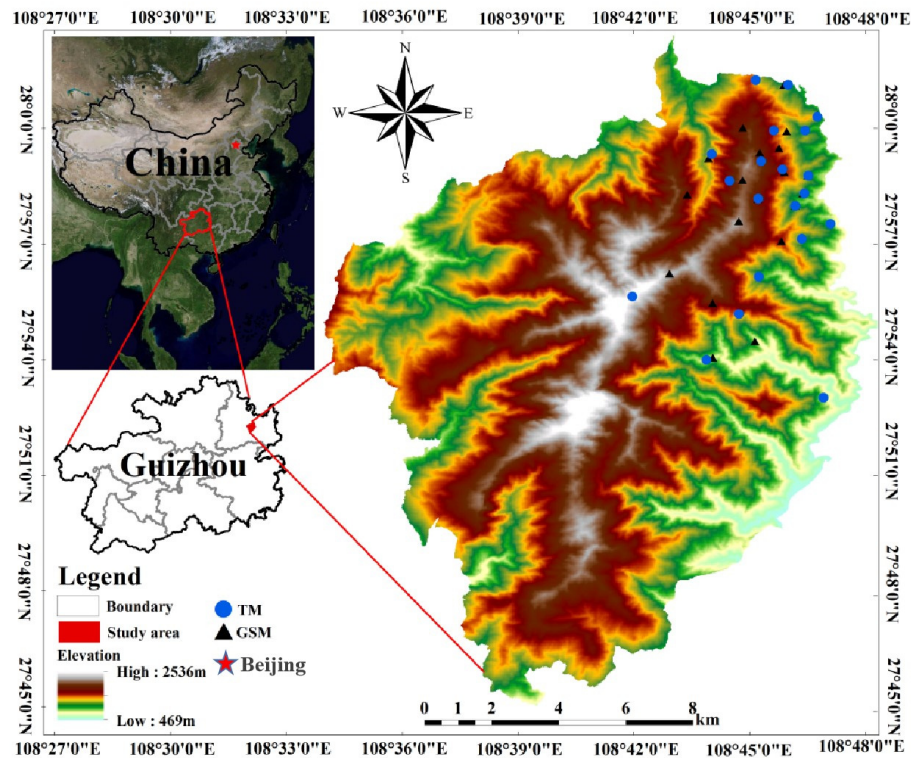 108°27'0"E 108°30'0"E 108°33'0"E 108°36'0"E 108°39'0"E 108°42'0"E 108°45'0"E 108°48'0"E
28°0'0"N
27°57'0"N
27°54'0"N
27°51'0"N
27°48'0"N
27°45'0"N
China
N
W
E
S
Guizhou
Legend
Boundary
Study area
Elevation
High : 2536m
Low : 469m
TM
GSM
Beijing
0 1 2 4 6 8
km
28°0'0"N
27°57'0"N
27°54'0"N
27°51'0"N
27°48'0"N
27°45'0"N
108°27'0"E 108°30'0"E 108°33'0"E 108°36'0"E 108°39'0"E 108°42'0"E 108°45'0"E 108°48'0"E